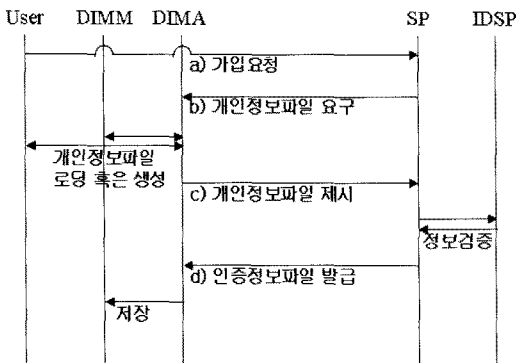 User DIMM DIMA SP IDSP
a) 가입요청
b) 개인정보파일 요구
개인정보파일
로딩 혹은 생성
c) 개인정보파일 제시
정보검증
d) 인증정보파일 발급
저장